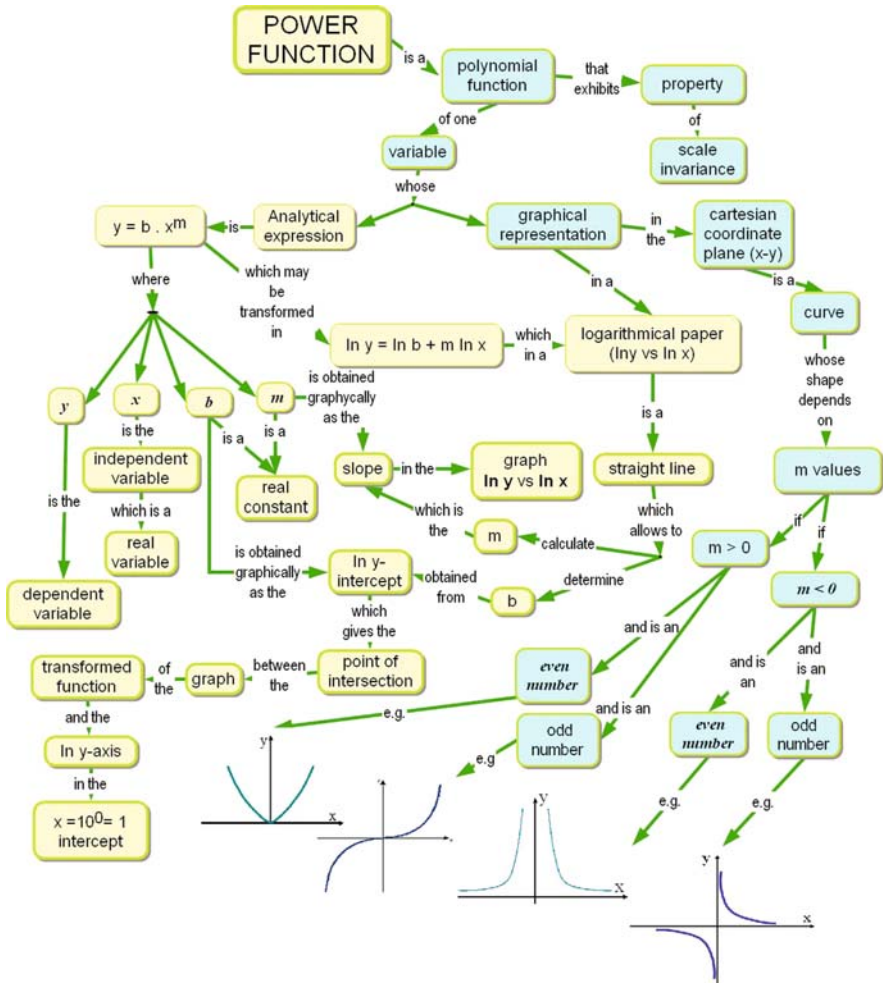 POWER
FUNCTION
is a
polynomial
function
that
exhibits
property
of
scale
invariance
of one
variable
whose
Analytical
expression
is
y = b . x^m
graphical
representation
in
the
cartesian
coordinate
plane (x-y)
is a
curve
whose
shape
depends
on
m values
where
which may
be
transformed
in
ln y = ln b + m ln x
which
in a
in a
logarithmical paper
(lny vs ln x)
y
x
b
m
is obtained
graphycally
as the
is the
is a
is a
independent
variable
slope
in the
graph
ln y vs ln x
is a
straight line
real
constant
which is a
real
variable
is the
dependent
variable
which is
the
m
calculate
which
allows to
determine
b
obtained
from
is obtained
graphically
as the
ln y-
intercept
which
gives the
point of
intersection
between
the
graph
of
the
transformed
function
and the
ln y-axis
in the
x =10^0= 1
intercept
if
m > 0
if
m < 0
and is an
even
number
e.g.
and is an
odd
number
e.g
and is
an
even
number
e.g.
and
is an
odd
number
e.g.
y
x
y
x
y
x